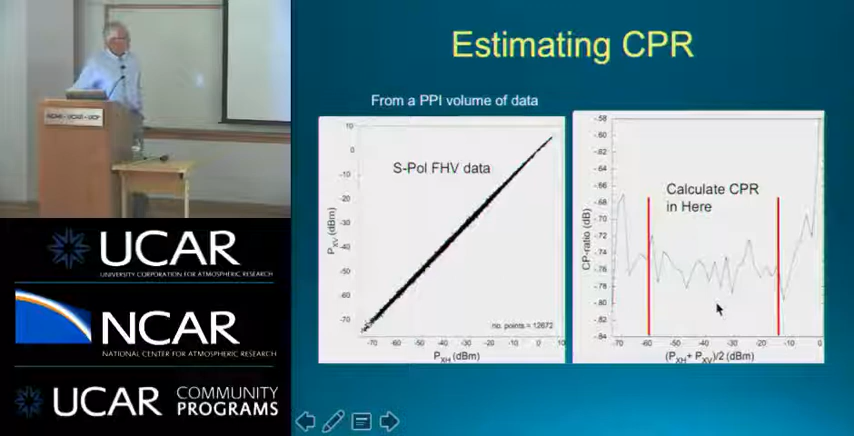 Estimating CPR
From a PPI volume of data
10
0
-10
-20
-30
-40
-50
-60
-70
S-Pol FHV data
no. points = 12672
P_XV (dBm)
-70 -60 -50 -40 -30 -20 -10 0 10
P_XH (dBm)
-.58
-.60
-.62
-.64
-.66
-.68
-.70
-.72
-.74
-.76
-.78
-.80
-.82
-.84
Calculate CPR
in Here
CP-ratio (dB)
-70 -60 -50 -40 -30 -20 -10 0
(P_XH + P_XV)/2 (dBm)
NCAR - UCAR - UCP
UCAR
UNIVERSITY CORPORATION FOR ATMOSPHERIC RESEARCH
NCAR
NATIONAL CENTER FOR ATMOSPHERIC RESEARCH
UCAR COMMUNITY
PROGRAMS